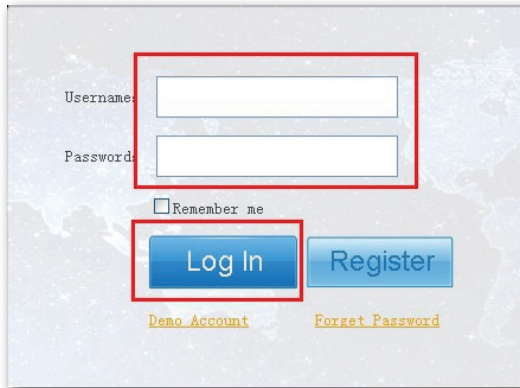 Username:
Password:
Remember me
Log In Register
Demo Account Forget Password